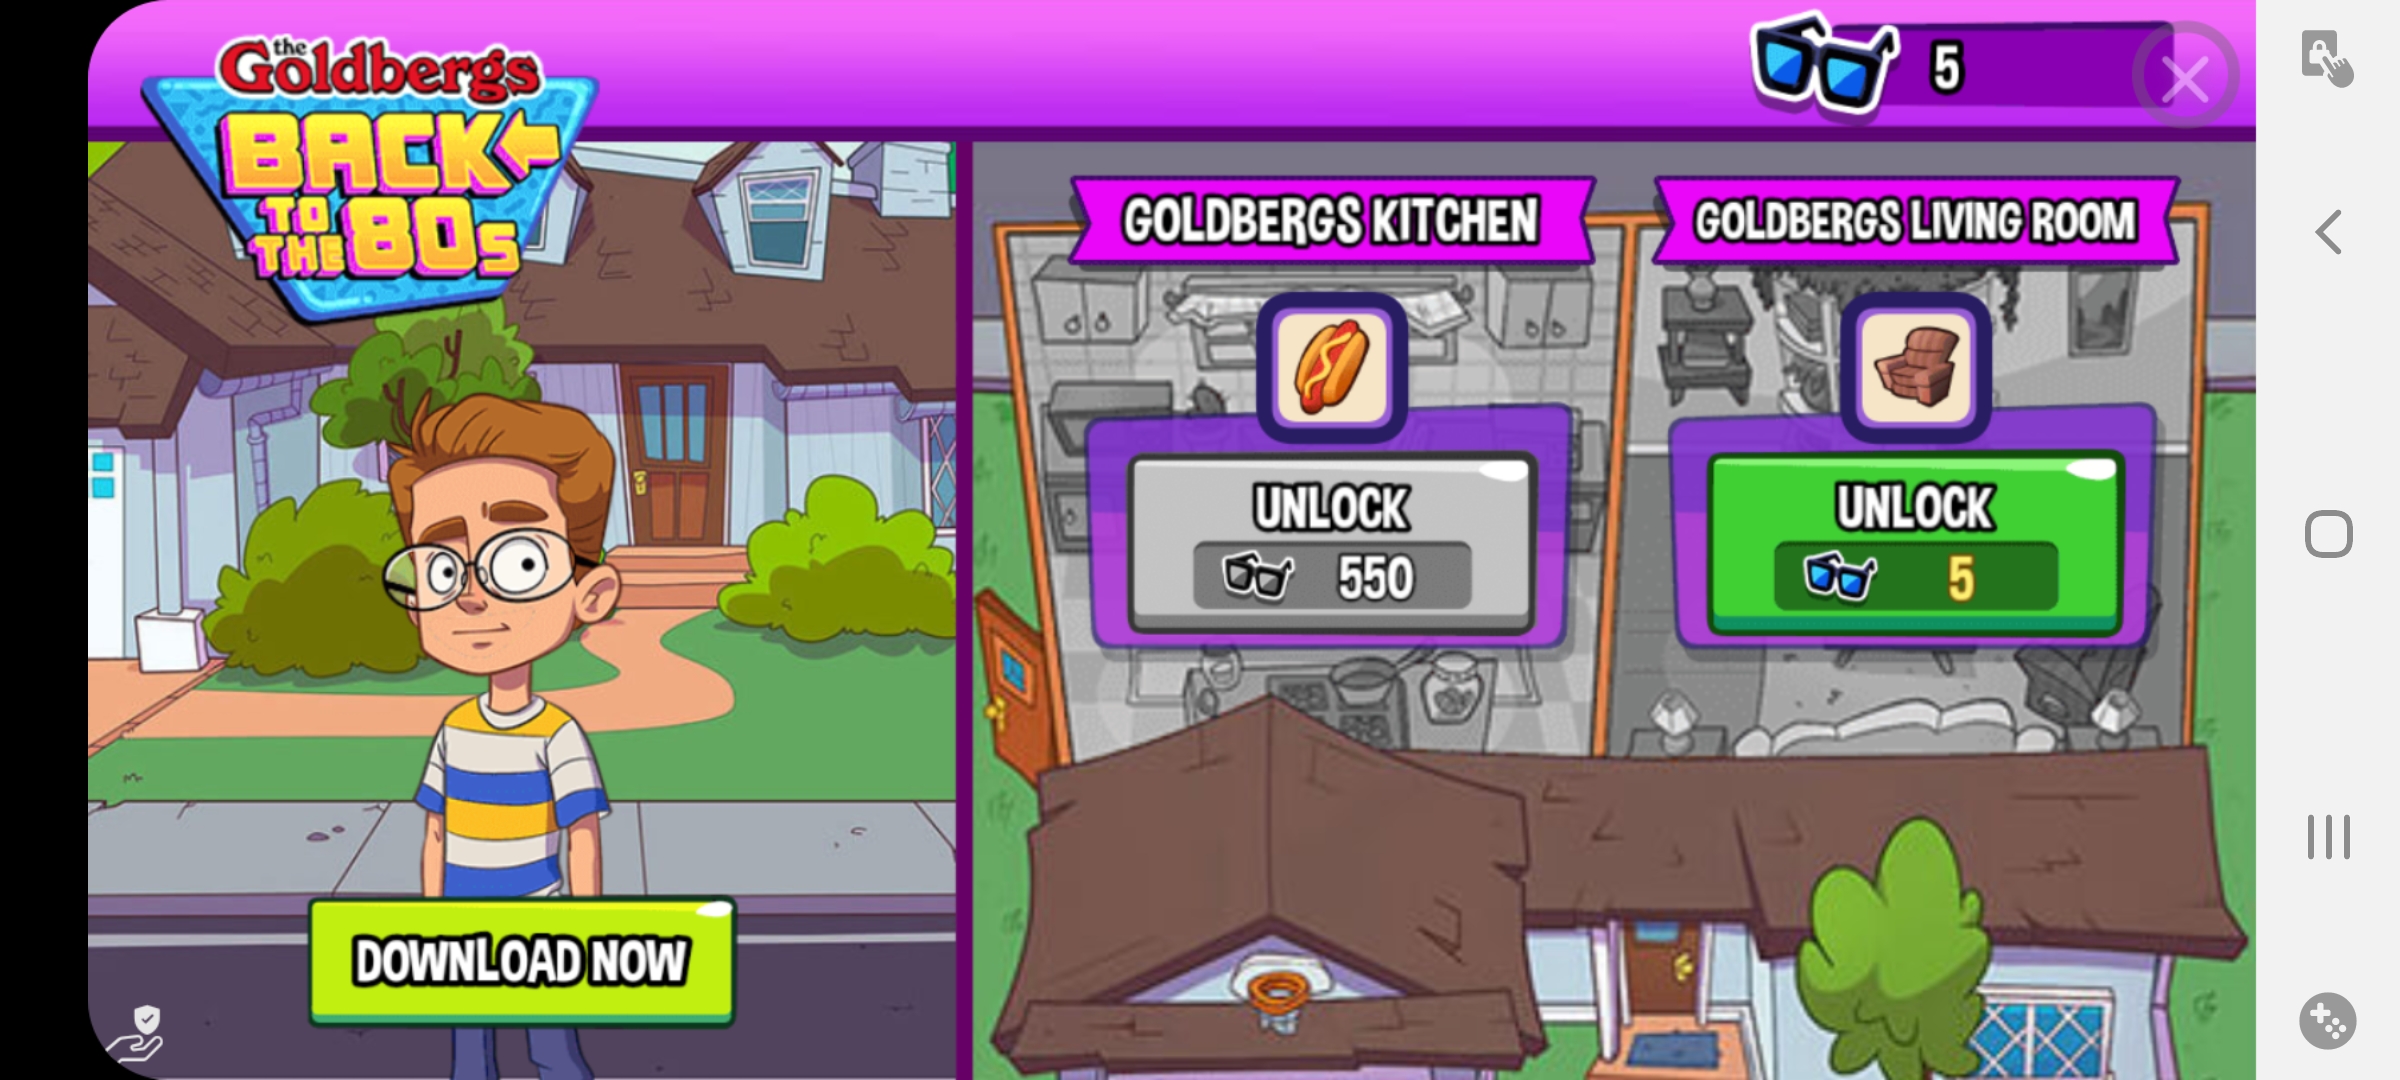 the
Goldbergs
BACK
TO
THE 80s
5
GOLDBERGS KITCHEN
GOLDBERGS LIVING ROOM
UNLOCK
550
UNLOCK
5
DOWNLOAD NOW